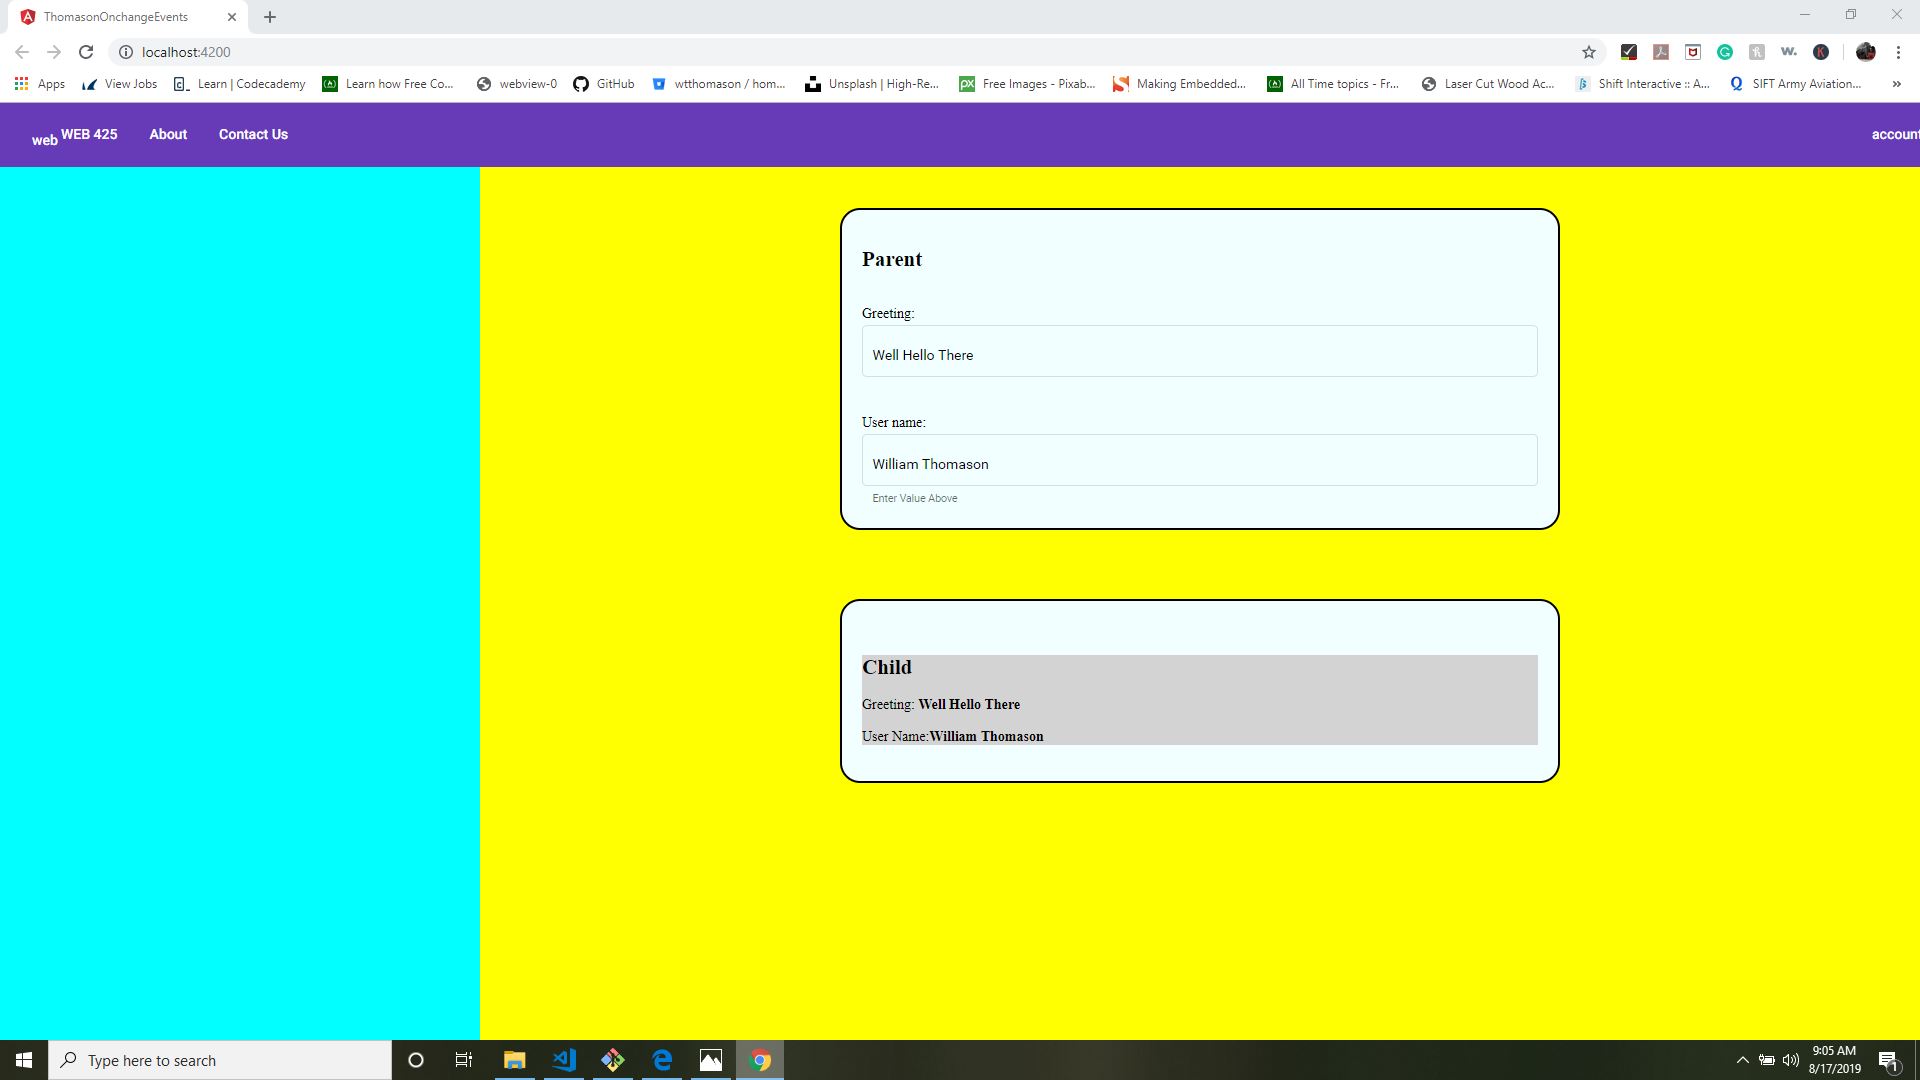 ThomasonOnchangeEvents
localhost:4200
Apps View Jobs Learn | Codecademy Learn how Free Co... webview-0 GitHub wtthomason / hom... Unsplash | High-Re... Free Images - Pixab... Making Embedded... All Time topics - Fr... Laser Cut Wood Ac... Shift Interactive :: A... SIFT Army Aviation... »
web WEB 425 About Contact Us account
Parent
Greeting:
Well Hello There
User name:
William Thomason
Enter Value Above
Child
Greeting: Well Hello There
User Name:William Thomason
Type here to search
9:05 AM
8/17/2019
1